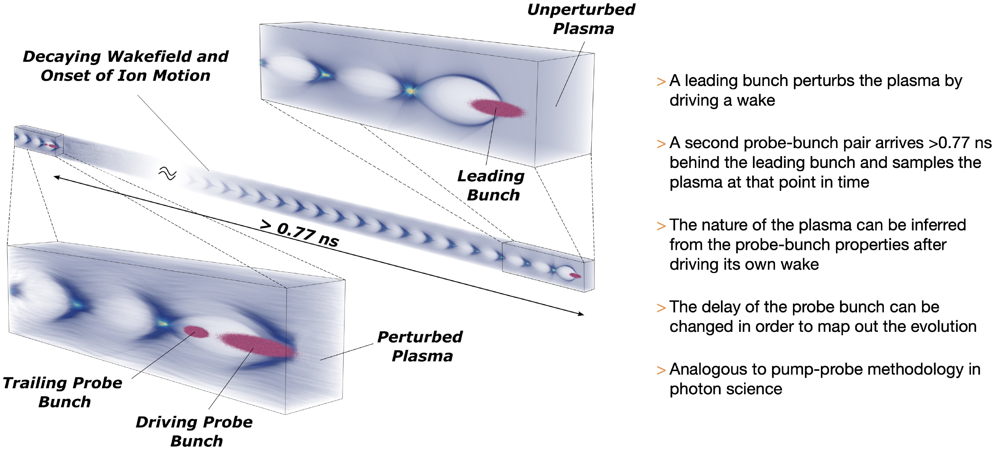 Unperturbed
Plasma
Decaying Wakefield and
Onset of Ion Motion
Leading
Bunch
> 0.77 ns
Perturbed
Plasma
Trailing Probe
Bunch
Driving Probe
Bunch
> A leading bunch perturbs the plasma by
driving a wake
> A second probe-bunch pair arrives >0.77 ns
behind the leading bunch and samples the
plasma at that point in time
> The nature of the plasma can be inferred
from the probe-bunch properties after
driving its own wake
> The delay of the probe bunch can be
changed in order to map out the evolution
> Analogous to pump-probe methodology in
photon science